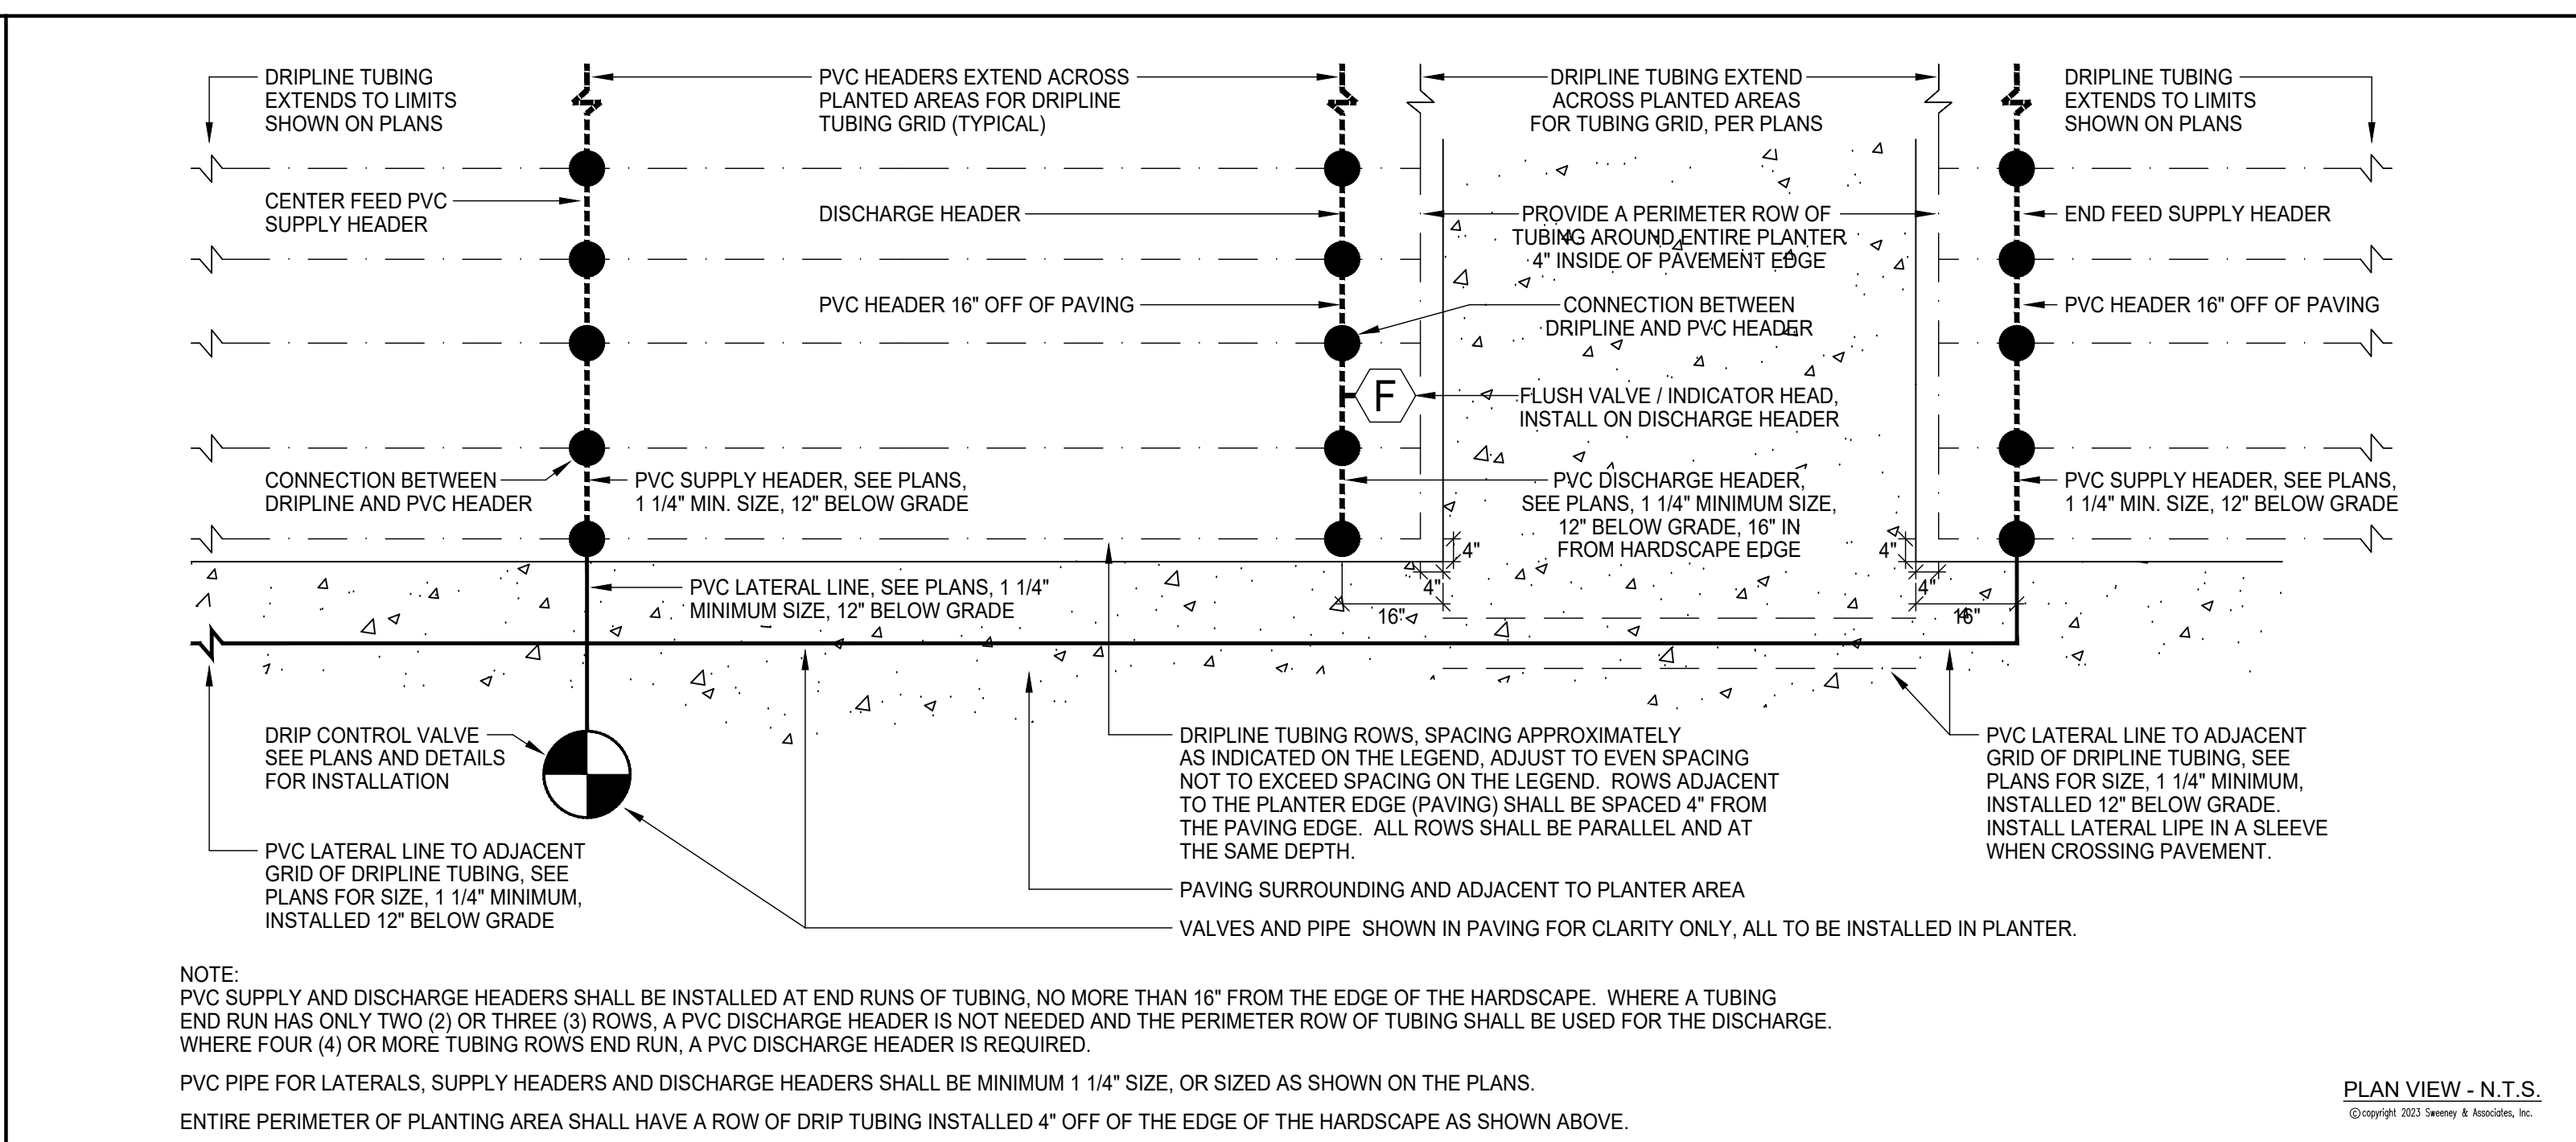 DRIPLINE TUBING
EXTENDS TO LIMITS
SHOWN ON PLANS
PVC HEADERS EXTEND ACROSS
PLANTED AREAS FOR DRIPLINE
TUBING GRID (TYPICAL)
DRIPLINE TUBING EXTEND
ACROSS PLANTED AREAS
FOR TUBING GRID, PER PLANS
DRIPLINE TUBING
EXTENDS TO LIMITS
SHOWN ON PLANS
CENTER FEED PVC
SUPPLY HEADER
DISCHARGE HEADER
PROVIDE A PERIMETER ROW OF
TUBING AROUND ENTIRE PLANTER
4" INSIDE OF PAVEMENT EDGE
END FEED SUPPLY HEADER
PVC HEADER 16" OFF OF PAVING
CONNECTION BETWEEN
DRIPLINE AND PVC HEADER
PVC HEADER 16" OFF OF PAVING
F
FLUSH VALVE / INDICATOR HEAD,
INSTALL ON DISCHARGE HEADER
CONNECTION BETWEEN
DRIPLINE AND PVC HEADER
PVC SUPPLY HEADER, SEE PLANS,
1 1/4" MIN. SIZE, 12" BELOW GRADE
PVC DISCHARGE HEADER,
SEE PLANS, 1 1/4" MINIMUM SIZE,
12" BELOW GRADE, 16" IN
FROM HARDSCAPE EDGE
PVC SUPPLY HEADER, SEE PLANS,
1 1/4" MIN. SIZE, 12" BELOW GRADE
4"
4"
PVC LATERAL LINE, SEE PLANS, 1 1/4"
MINIMUM SIZE, 12" BELOW GRADE
4"
4"
16"
16"
DRIP CONTROL VALVE
SEE PLANS AND DETAILS
FOR INSTALLATION
DRIPLINE TUBING ROWS, SPACING APPROXIMATELY
AS INDICATED ON THE LEGEND, ADJUST TO EVEN SPACING
NOT TO EXCEED SPACING ON THE LEGEND. ROWS ADJACENT
TO THE PLANTER EDGE (PAVING) SHALL BE SPACED 4" FROM
THE PAVING EDGE. ALL ROWS SHALL BE PARALLEL AND AT
THE SAME DEPTH.
PVC LATERAL LINE TO ADJACENT
GRID OF DRIPLINE TUBING, SEE
PLANS FOR SIZE, 1 1/4" MINIMUM,
INSTALLED 12" BELOW GRADE.
INSTALL LATERAL LIPE IN A SLEEVE
WHEN CROSSING PAVEMENT.
PVC LATERAL LINE TO ADJACENT
GRID OF DRIPLINE TUBING, SEE
PLANS FOR SIZE, 1 1/4" MINIMUM,
INSTALLED 12" BELOW GRADE
PAVING SURROUNDING AND ADJACENT TO PLANTER AREA
VALVES AND PIPE SHOWN IN PAVING FOR CLARITY ONLY, ALL TO BE INSTALLED IN PLANTER.
NOTE:
PVC SUPPLY AND DISCHARGE HEADERS SHALL BE INSTALLED AT END RUNS OF TUBING, NO MORE THAN 16" FROM THE EDGE OF THE HARDSCAPE. WHERE A TUBING
END RUN HAS ONLY TWO (2) OR THREE (3) ROWS, A PVC DISCHARGE HEADER IS NOT NEEDED AND THE PERIMETER ROW OF TUBING SHALL BE USED FOR THE DISCHARGE.
WHERE FOUR (4) OR MORE TUBING ROWS END RUN, A PVC DISCHARGE HEADER IS REQUIRED.
PVC PIPE FOR LATERALS, SUPPLY HEADERS AND DISCHARGE HEADERS SHALL BE MINIMUM 1 1/4" SIZE, OR SIZED AS SHOWN ON THE PLANS.
ENTIRE PERIMETER OF PLANTING AREA SHALL HAVE A ROW OF DRIP TUBING INSTALLED 4" OFF OF THE EDGE OF THE HARDSCAPE AS SHOWN ABOVE.
PLAN VIEW - N.T.S.
©copyright 2023 Sweeney & Associates, Inc.